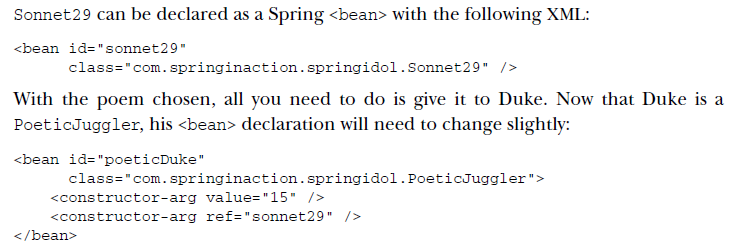 Sonnet29 can be declared as a Spring <bean> with the following XML:
<bean id="sonnet29"
class="com.springinaction.springidol.Sonnet29" />
With the poem chosen, all you need to do is give it to Duke. Now that Duke is a
PoeticJuggler, his <bean> declaration will need to change slightly:
<bean id="poeticDuke"
class="com.springinaction.springidol.PoeticJuggler">
<constructor-arg value="15" />
<constructor-arg ref="sonnet29" />
</bean>